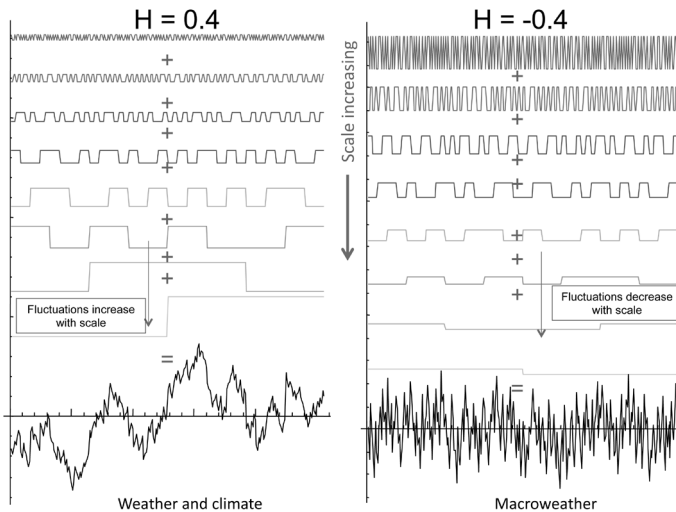 H = 0.4
+
+
+
+
+
+
+
Fluctuations increase
with scale
=
Weather and climate
Scale increasing
H = -0.4
+
+
+
+
+
+
+
Fluctuations decrease
with scale
=
Macroweather